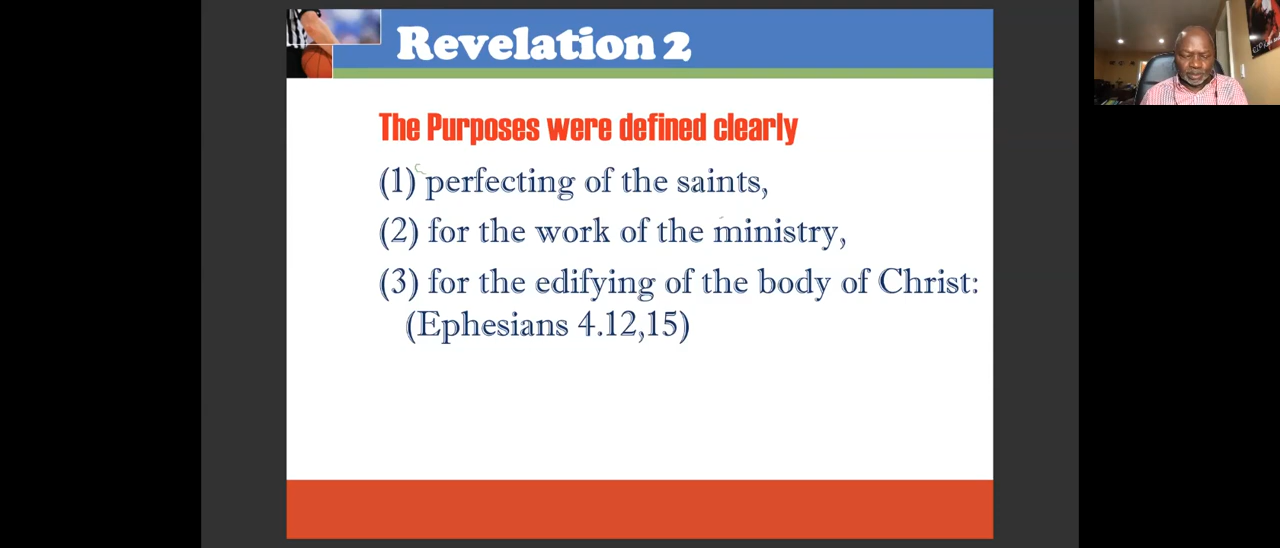 Revelation 2
The Purposes were defined clearly
(1) perfecting of the saints,
(2) for the work of the ministry,
(3) for the edifying of the body of Christ:
(Ephesians 4.12,15)